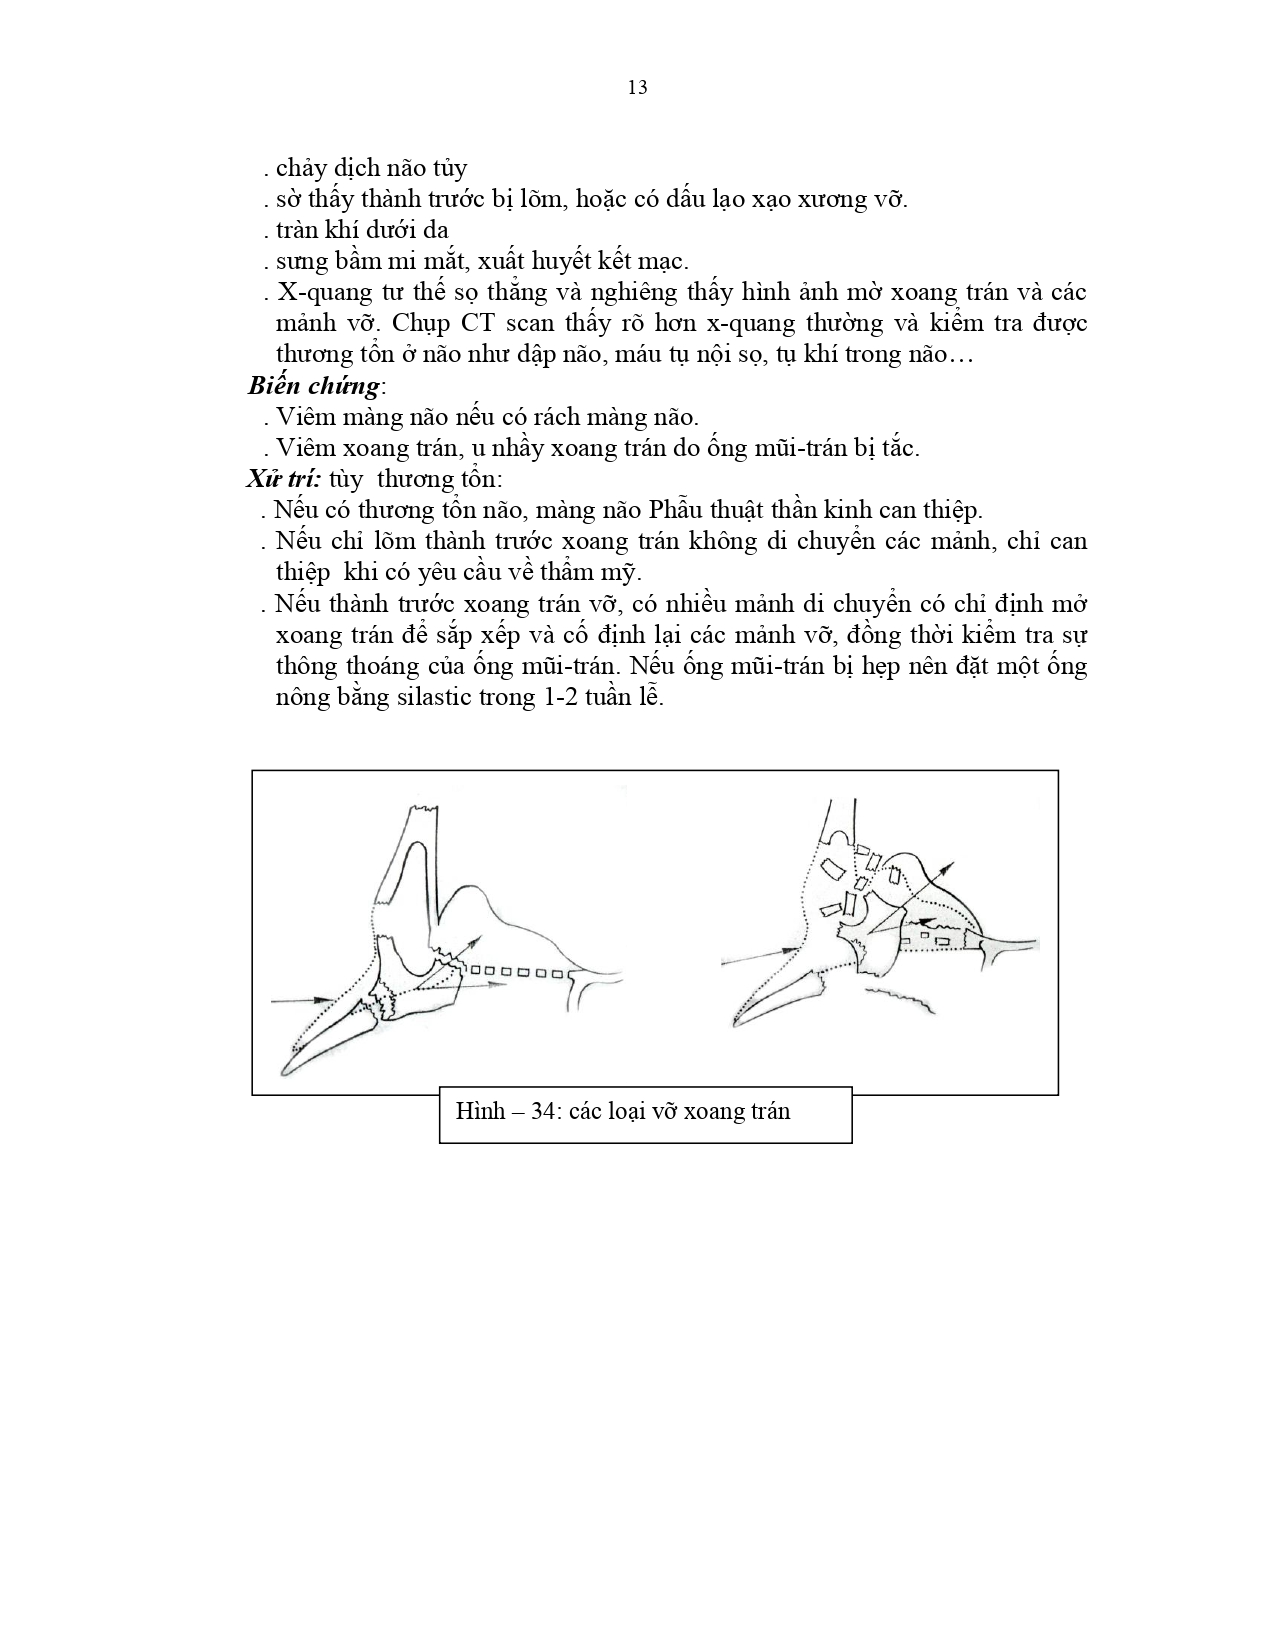 13
. chảy dịch não tủy
. sờ thấy thành trước bị lõm, hoặc có dấu lạo xạo xương vỡ.
. tràn khí dưới da
. sưng bầm mi mắt, xuất huyết kết mạc.
. X-quang tư thế sọ thẳng và nghiêng thấy hình ảnh mờ xoang trán và các
mảnh vỡ. Chụp CT scan thấy rõ hơn x-quang thường và kiểm tra được
thương tổn ở não như dập não, máu tụ nội sọ, tụ khí trong não…
Biến chứng:
. Viêm màng não nếu có rách màng não.
. Viêm xoang trán, u nhầy xoang trán do ống mũi-trán bị tắc.
Xử trí: tùy  thương tổn:
. Nếu có thương tổn não, màng não Phẫu thuật thần kinh can thiệp.
. Nếu chỉ lõm thành trước xoang trán không di chuyển các mảnh, chỉ can
thiệp  khi có yêu cầu về thẩm mỹ.
. Nếu thành trước xoang trán vỡ, có nhiều mảnh di chuyển có chỉ định mở
xoang trán để sắp xếp và cố định lại các mảnh vỡ, đồng thời kiểm tra sự
thông thoáng của ống mũi-trán. Nếu ống mũi-trán bị hẹp nên đặt một ống
nông bằng silastic trong 1-2 tuần lễ.
Hình – 34: các loại vỡ xoang trán